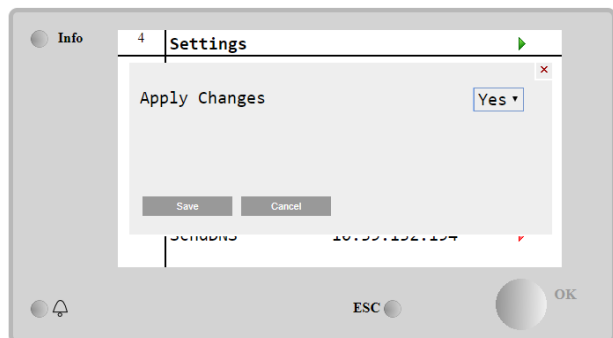 Info
4 Settings
Apply Changes Yes
Save Cancel
ESC
OK